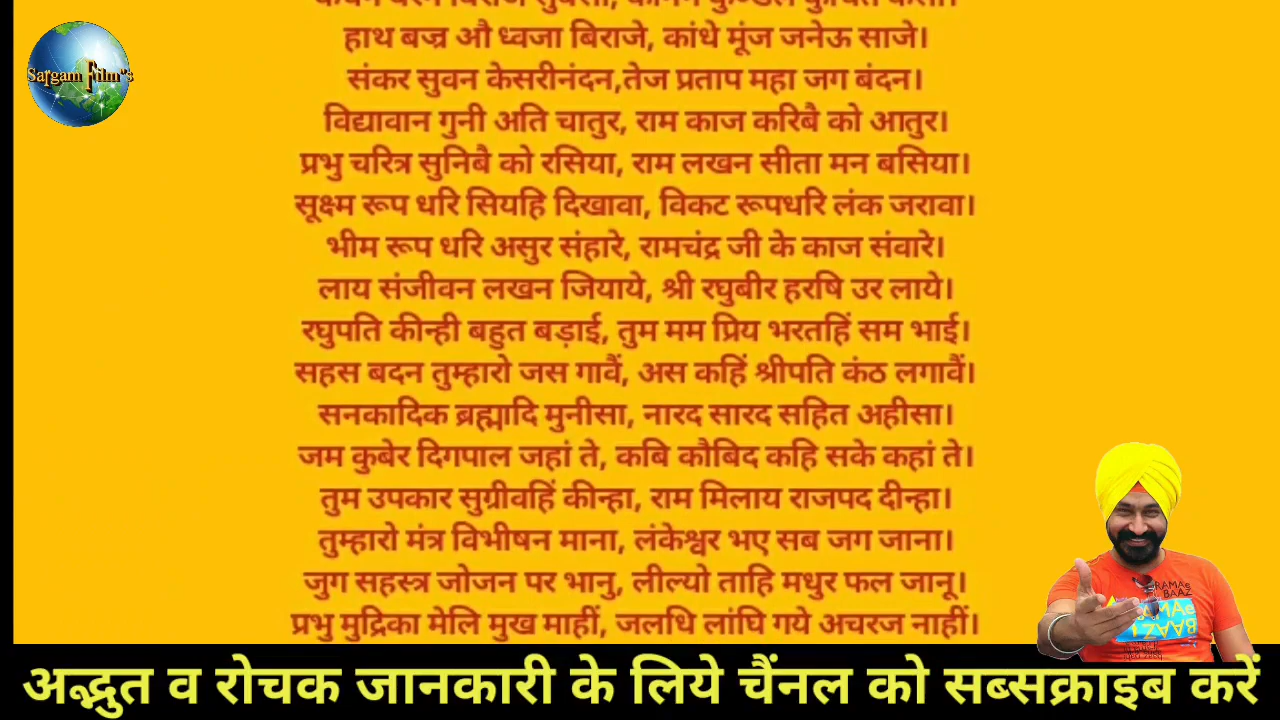 हाथ बज्र औ ध्वजा बिराजे, कांधे मूंज जनेऊ साजे।
Sargam Film's
संकर सुवन केसरीनंदन,तेज प्रताप महा जग बंदन।
विद्यावान गुनी अति चातुर, राम काज करिबै को आतुर।
प्रभु चरित्र सुनिबै को रसिया, राम लखन सीता मन बसिया।
सूक्ष्म रूप धरि सियहि दिखावा, विकट रूपधरि लंक जरावा।
भीम रूप धरि असुर संहारे, रामचंद्र जी के काज संवारे।
लाय संजीवन लखन जियाये, श्री रघुबीर हरषि उर लाये।
रघुपति कीन्ही बहुत बड़ाई, तुम मम प्रिय भरतहिं सम भाई।
सहस बदन तुम्हारो जस गावैं, अस कहिं श्रीपति कंठ लगावैं।
सनकादिक ब्रह्मादि मुनीसा, नारद सारद सहित अहीसा।
जम कुबेर दिगपाल जहां ते, कबि कौबिद कहि सके कहां ते।
तुम उपकार सुग्रीवहिं कीन्हा, राम मिलाय राजपद दीन्हा।
तुम्हारो मंत्र विभीषन माना, लंकेश्वर भए सब जग जाना।
जुग सहस्त्र जोजन पर भानु, लील्यो ताहि मधुर फल जानू।
प्रभु मुद्रिका मेलि मुख माहीं, जलधि लांघि गये अचरज नाहीं।
अद्भुत व रोचक जानकारी के लिये चैंनल को सब्सक्राइब करें